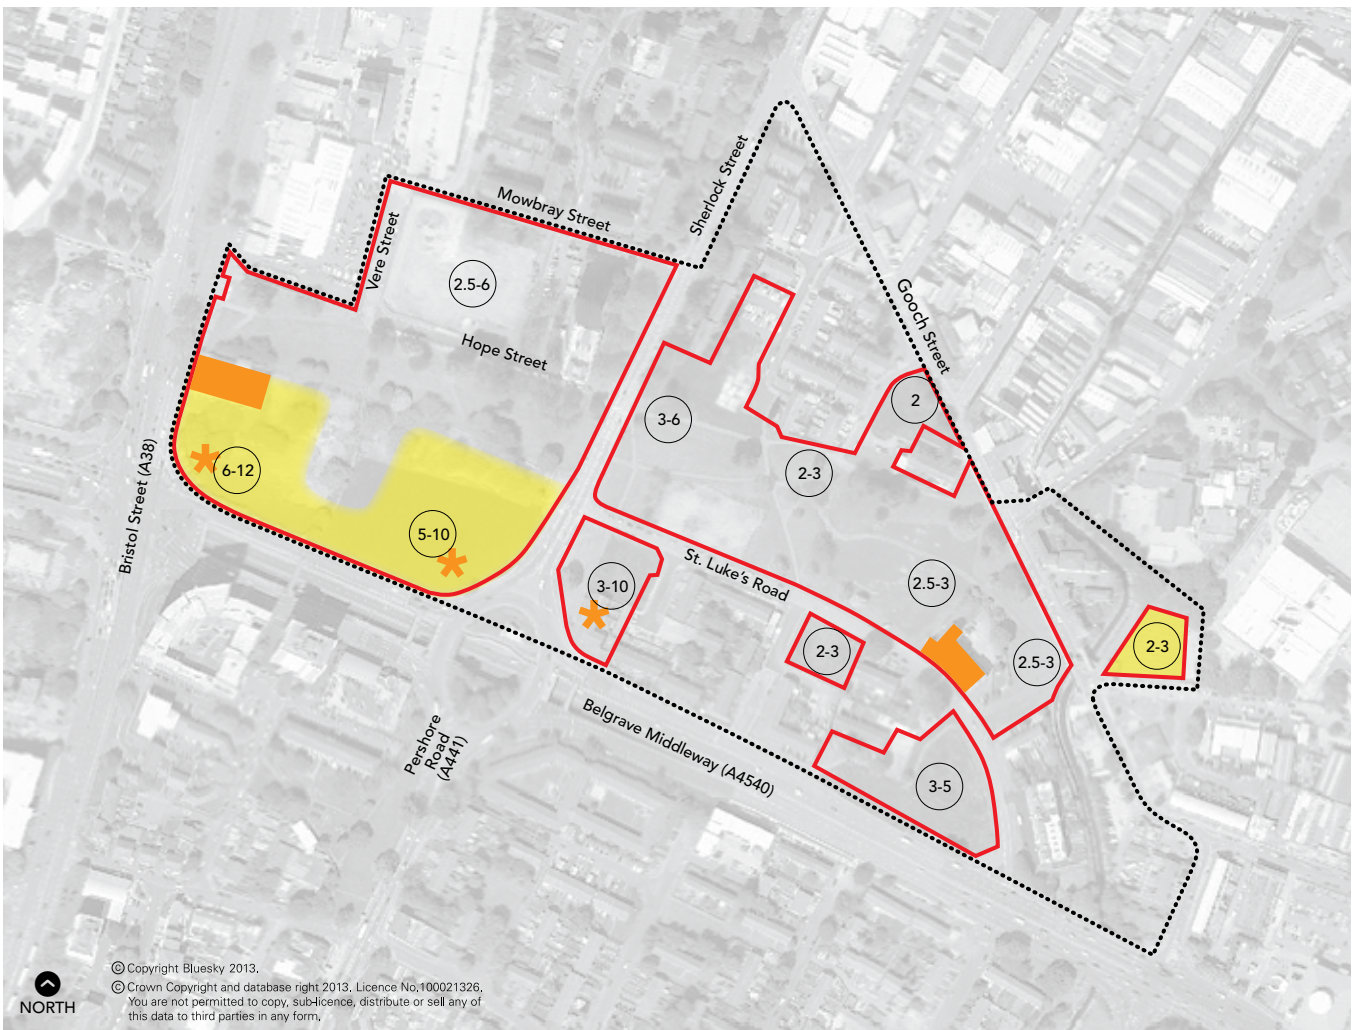 Sherlock Street
Mowbray Street
Vere Street
2.5-6
Gooch Street
Hope Street
2
3-6
Bristol Street (A38)
6-12
2-3
5-10
St. Luke's Road
3-10
2.5-3
2-3
2.5-3
2-3
Belgrave Middleway (A4540)
Pershore
Road
(A441)
3-5
NORTH
© Copyright Bluesky 2013.
© Crown Copyright and database right 2013. Licence No.100021326.
You are not permitted to copy, sub-licence, distribute or sell any of
this data to third parties in any form.